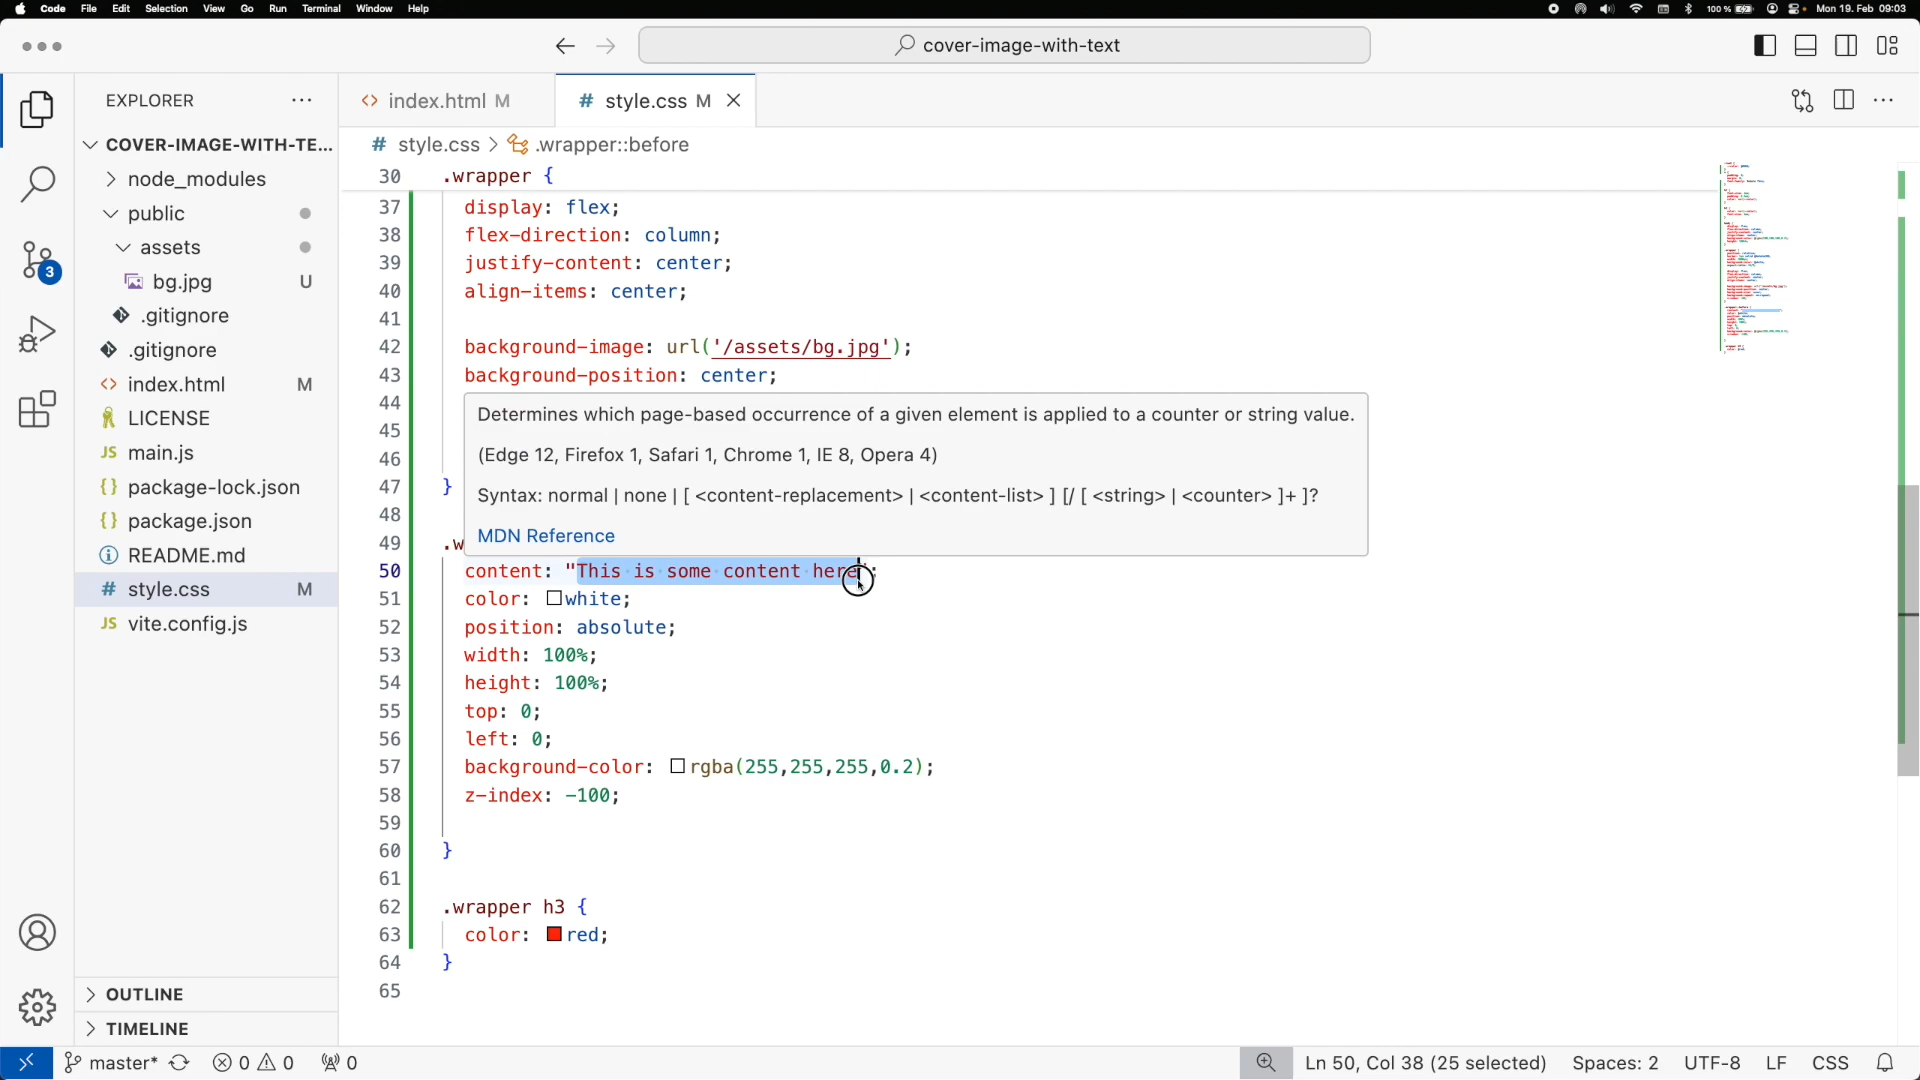 Code File Edit Selection View Go Run Terminal Window Help
100 % Mon 19. Feb 09:03
cover-image-with-text
EXPLORER
COVER-IMAGE-WITH-TE...
node_modules
public
assets
bg.jpg U
.gitignore
.gitignore
index.html M
LICENSE
JS main.js
{} package-lock.json
{} package.json
README.md
# style.css M
JS vite.config.js
OUTLINE
TIMELINE
3
<> index.html M
# style.css M
# style.css > .wrapper::before
30 .wrapper {
37 display: flex;
38 flex-direction: column;
39 justify-content: center;
40 align-items: center;
41
42 background-image: url('/assets/bg.jpg');
43 background-position: center;
44
45
46
47 }
48
49 .w
50 content: "This is some content here";
51 color: white;
52 position: absolute;
53 width: 100%;
54 height: 100%;
55 top: 0;
56 left: 0;
57 background-color: rgba(255,255,255,0.2);
58 z-index: -100;
59
60 }
61
62 .wrapper h3 {
63 color: red;
64 }
65
Determines which page-based occurrence of a given element is applied to a counter or string value.
(Edge 12, Firefox 1, Safari 1, Chrome 1, IE 8, Opera 4)
Syntax: normal | none | [ <content-replacement> | <content-list> ] [/ [ <string> | <counter> ]+ ]?
MDN Reference
master* 0 0 0
Ln 50, Col 38 (25 selected) Spaces: 2 UTF-8 LF CSS